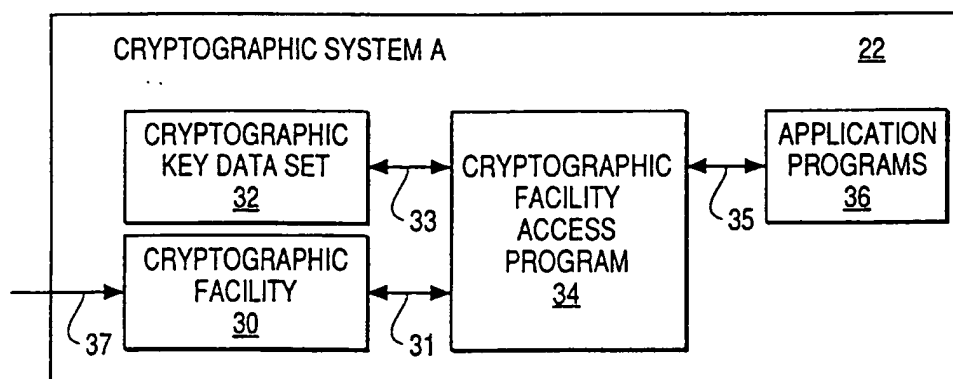 CRYPTOGRAPHIC SYSTEM A
22
CRYPTOGRAPHIC
KEY DATA SET
32
33
CRYPTOGRAPHIC
FACILITY
30
37
31
CRYPTOGRAPHIC
FACILITY
ACCESS
PROGRAM
34
35
APPLICATION
PROGRAMS
36